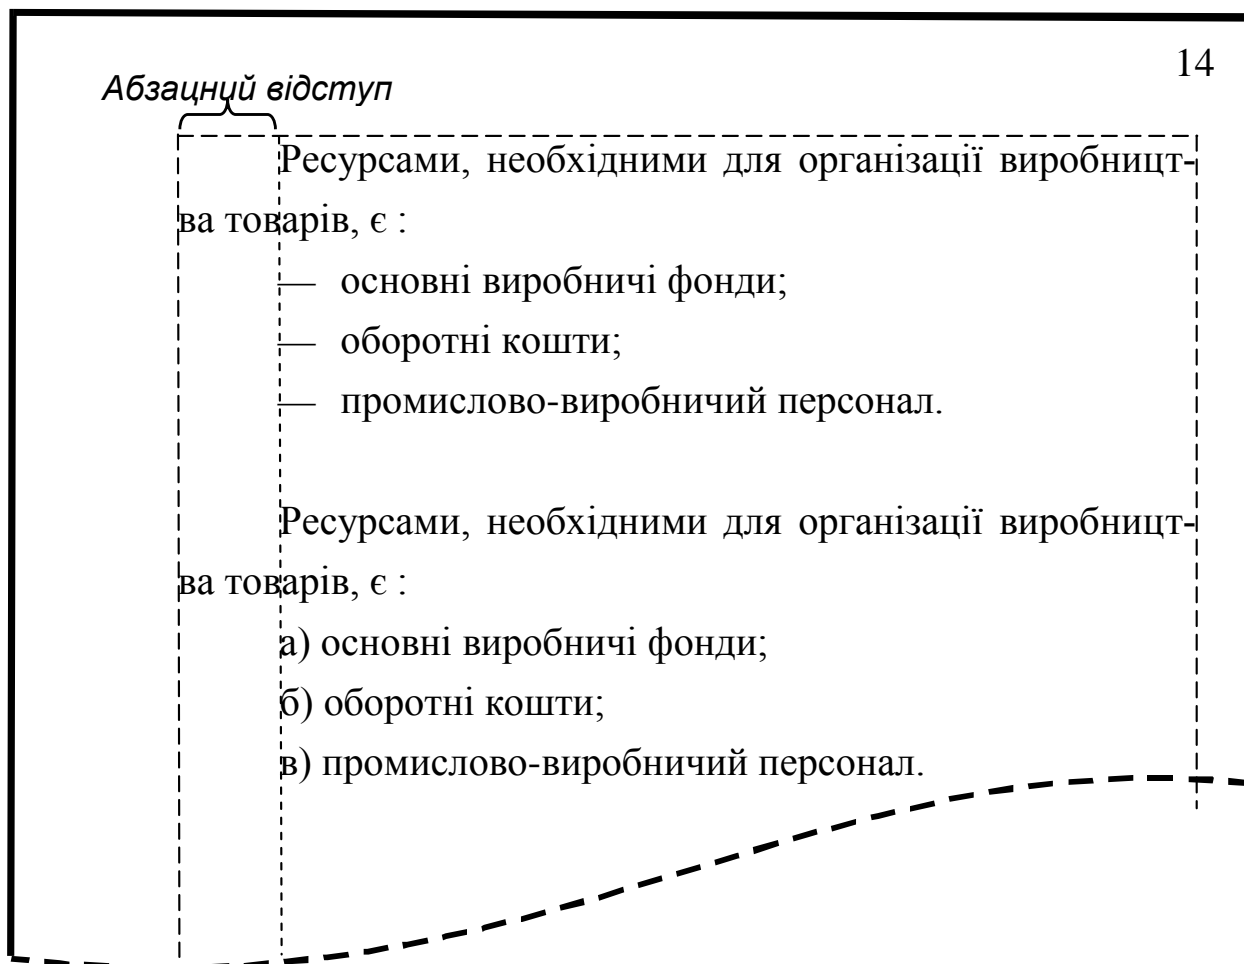 14
Абзацний відступ
Ресурсами, необхідними для організації виробницт-
ва товарів, є :
— основні виробничі фонди;
— оборотні кошти;
— промислово-виробничий персонал.
Ресурсами, необхідними для організації виробницт-
ва товарів, є :
а) основні виробничі фонди;
б) оборотні кошти;
в) промислово-виробничий персонал.